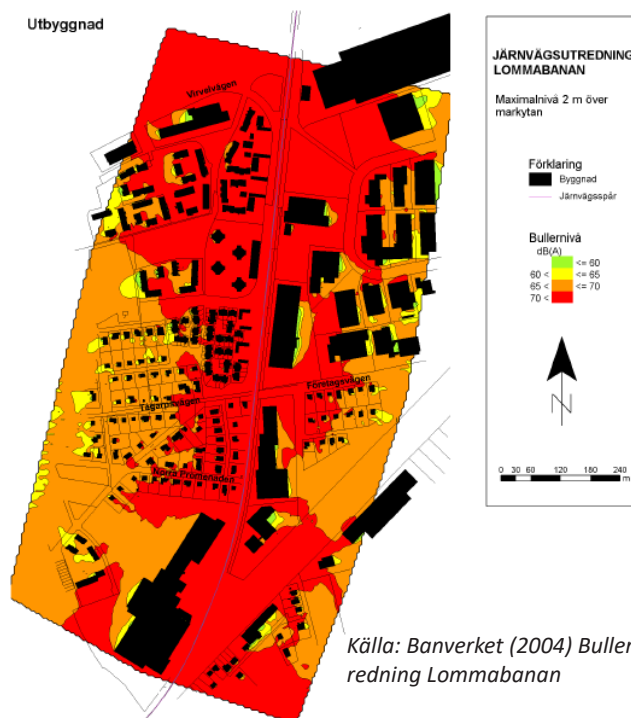 Utbyggnad
Virvelvägen
Företagsvägen
Tågarpsvägen
Norra Promenaden
JÄRNVÄGSUTREDNING
LOMMABANAN
Maximalnivå 2 m över
markytan
Förklaring
Byggnad
Järnvägsspår
Bullernivå
dB(A)
<= 60
60 < <= 65
65 < <= 70
70 <
N
0 30 60 120 180 240
m
Källa: Banverket (2004) Buller
redning Lommabanan